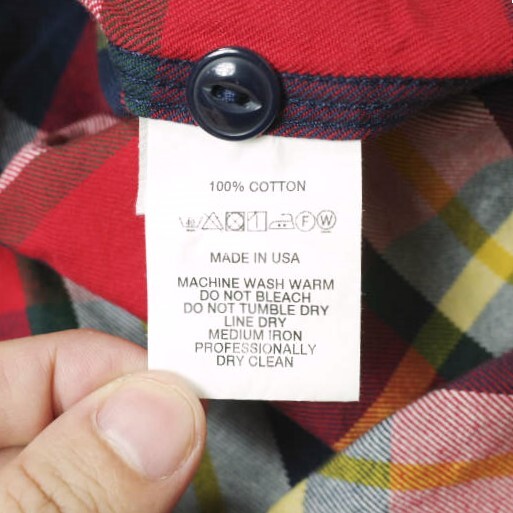 100% COTTON
F W
MADE IN USA
MACHINE WASH WARM
DO NOT BLEACH
DO NOT TUMBLE DRY
LINE DRY
MEDIUM IRON
PROFESSIONALLY
DRY CLEAN